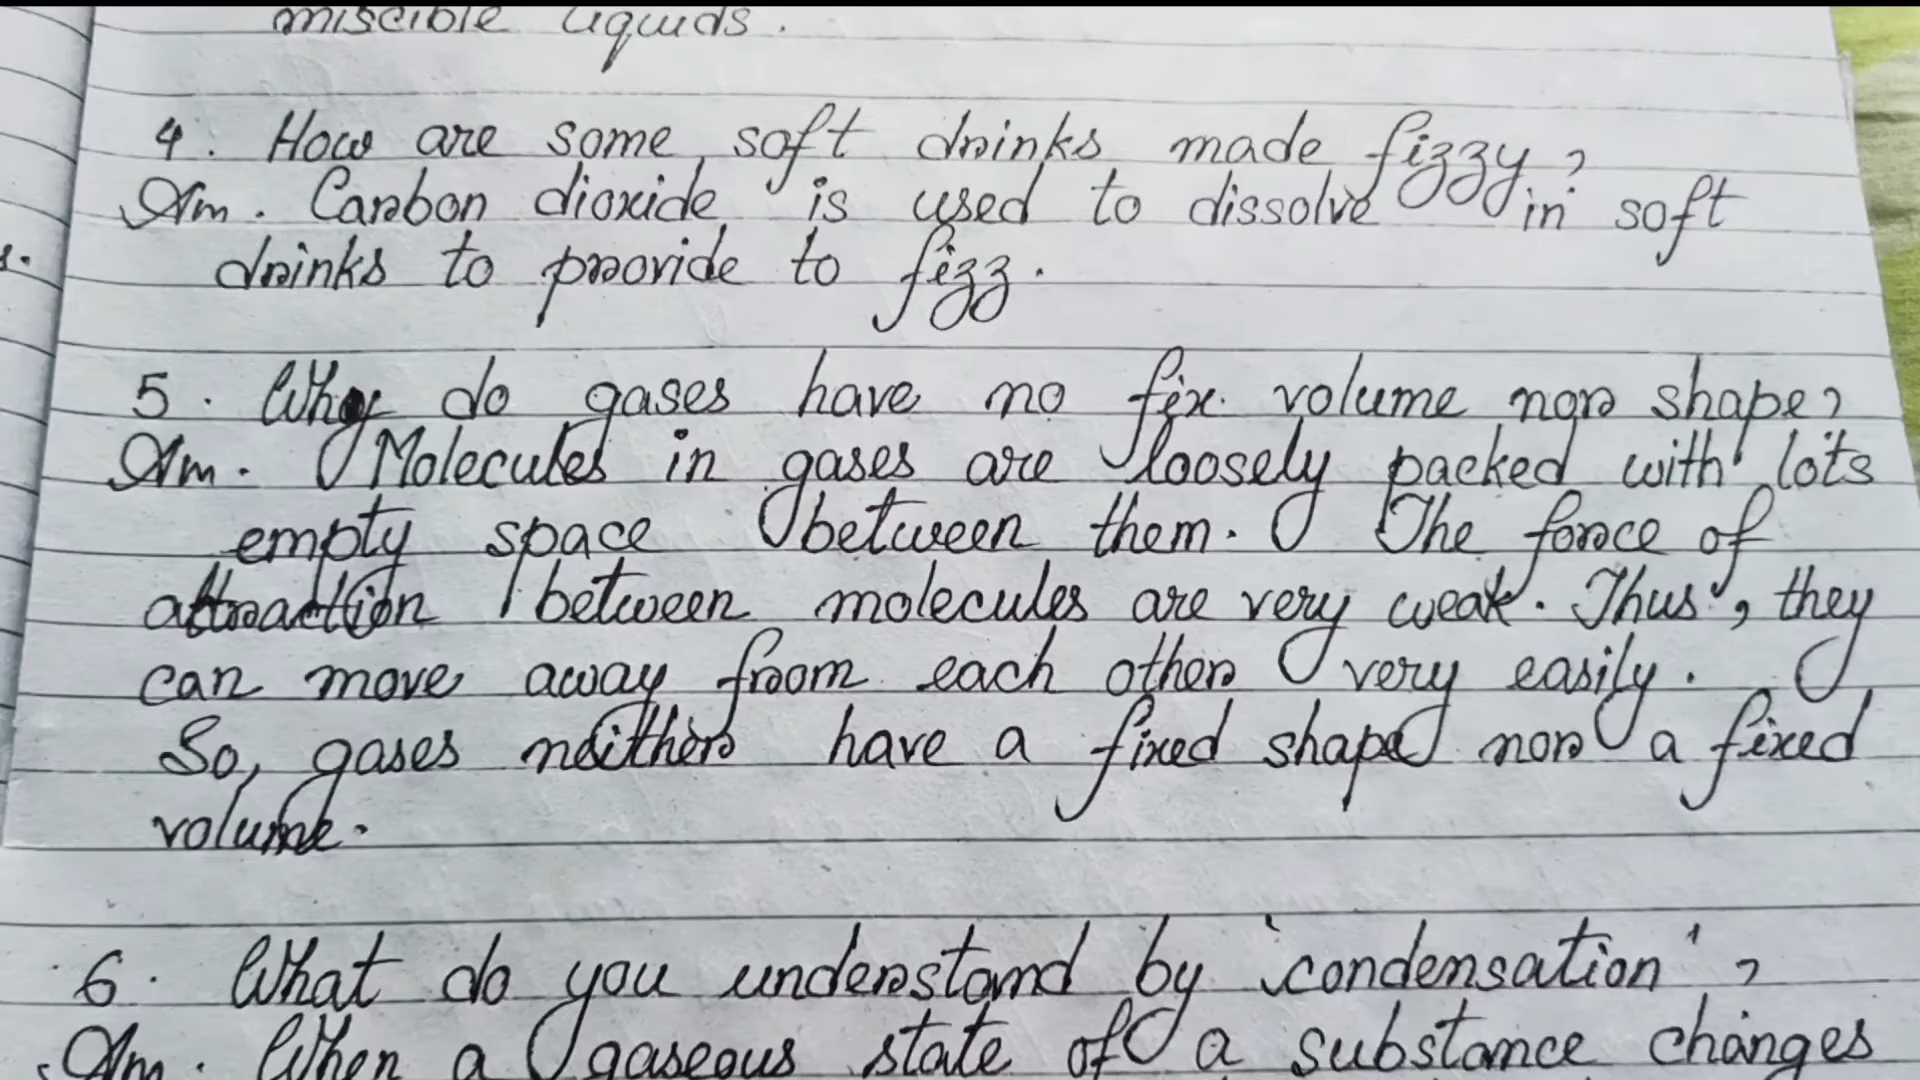 miscible liquids.
4. How are some soft drinks made fizzy?
Ans. Carbon dioxide is used to dissolve in soft
drinks to provide to fizz.
5. Why do gases have no fix volume nor shape?
Ans. Molecules in gases are loosely packed with lots
empty space between them. The force of
attraction between molecules are very weak. Thus, they
can move away from each other very easily.
So, gases neither have a fixed shape nor a fixed
volume.
6. What do you understand by 'condensation'?
Ans. When a gaseous state of a substance changes